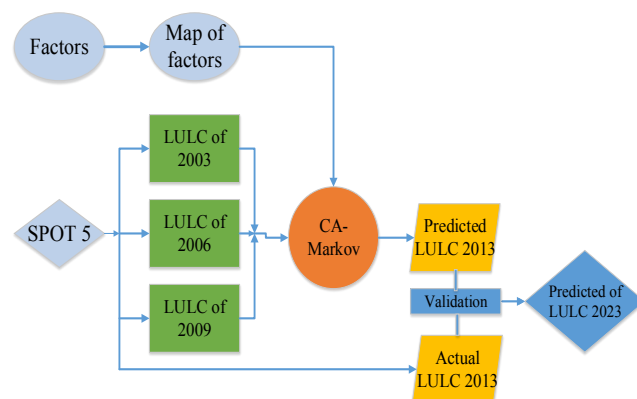 Factors
Map of
factors
LULC of
2003
SPOT 5
LULC of
2006
LULC of
2009
CA-
Markov
Predicted
LULC 2013
Validation
Actual
LULC 2013
Predicted of
LULC 2023